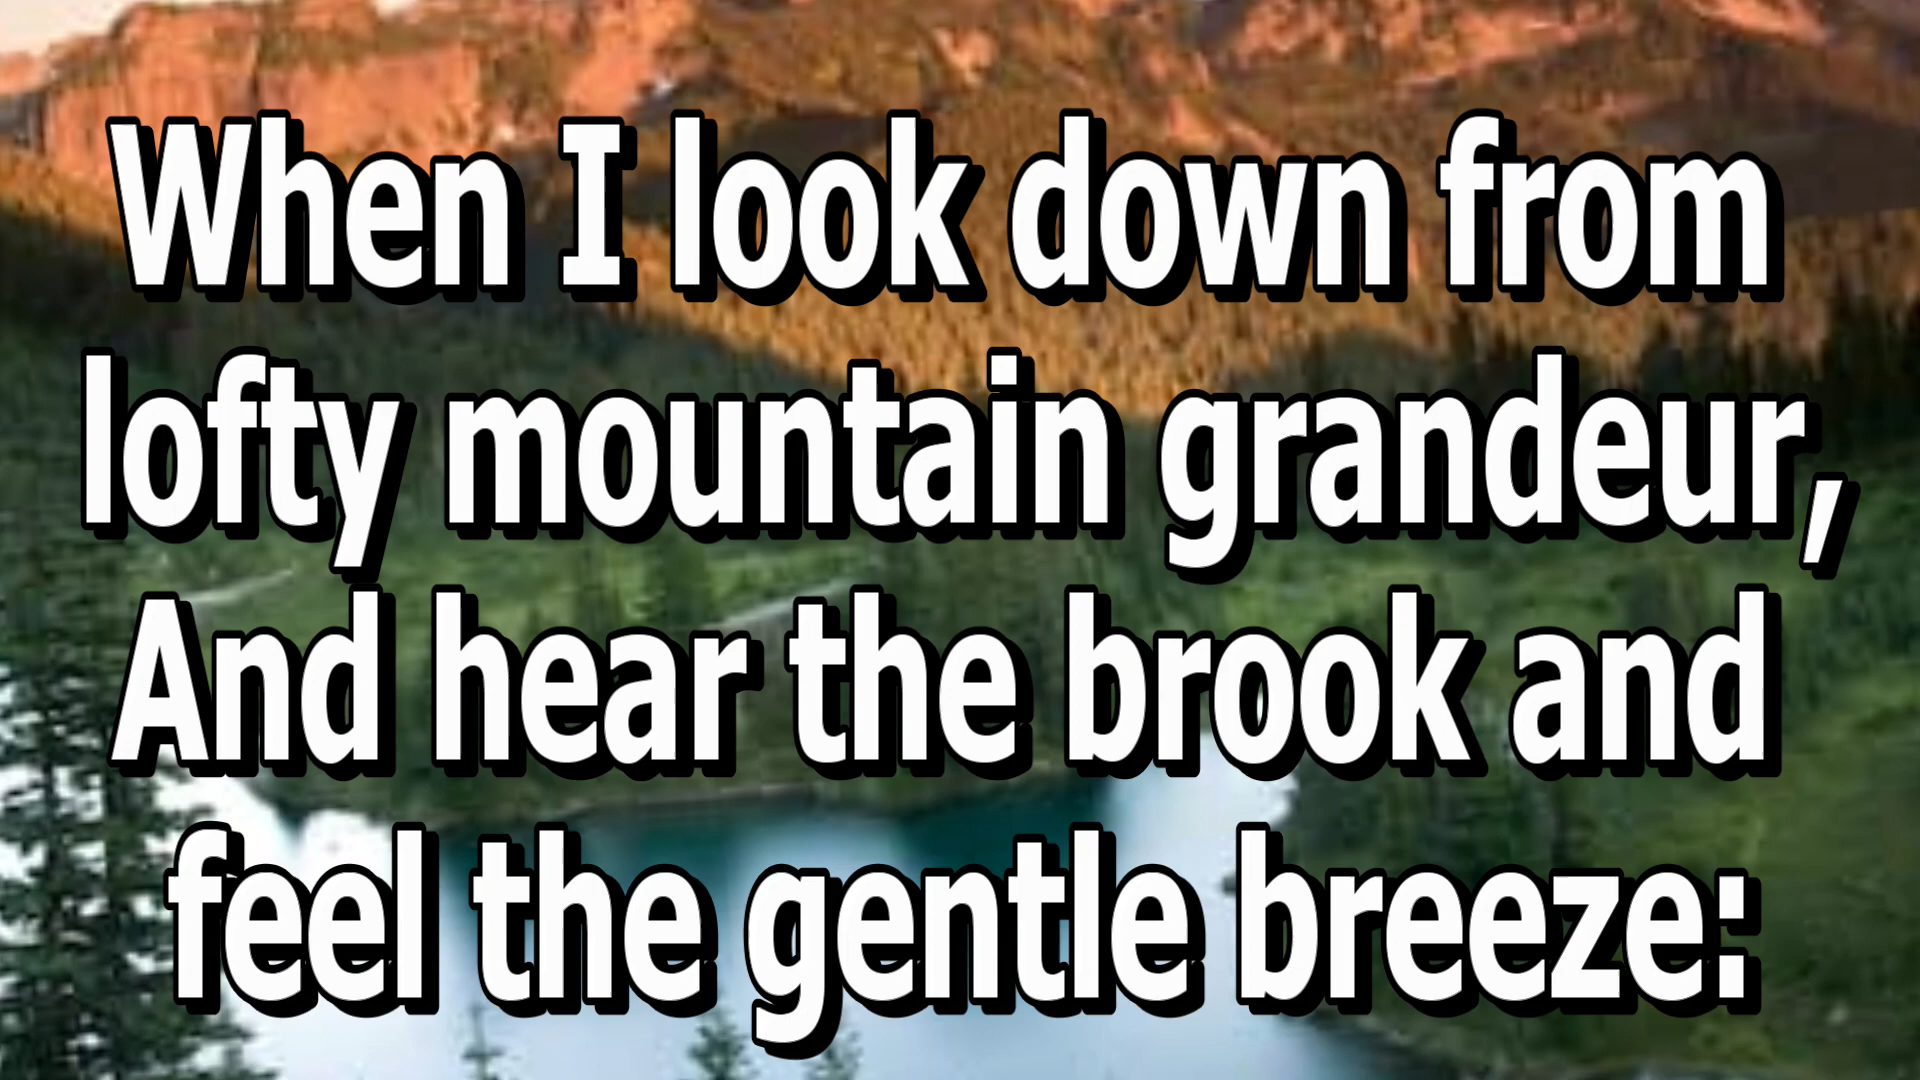 When I look down from
lofty mountain grandeur,
And hear the brook and
feel the gentle breeze: